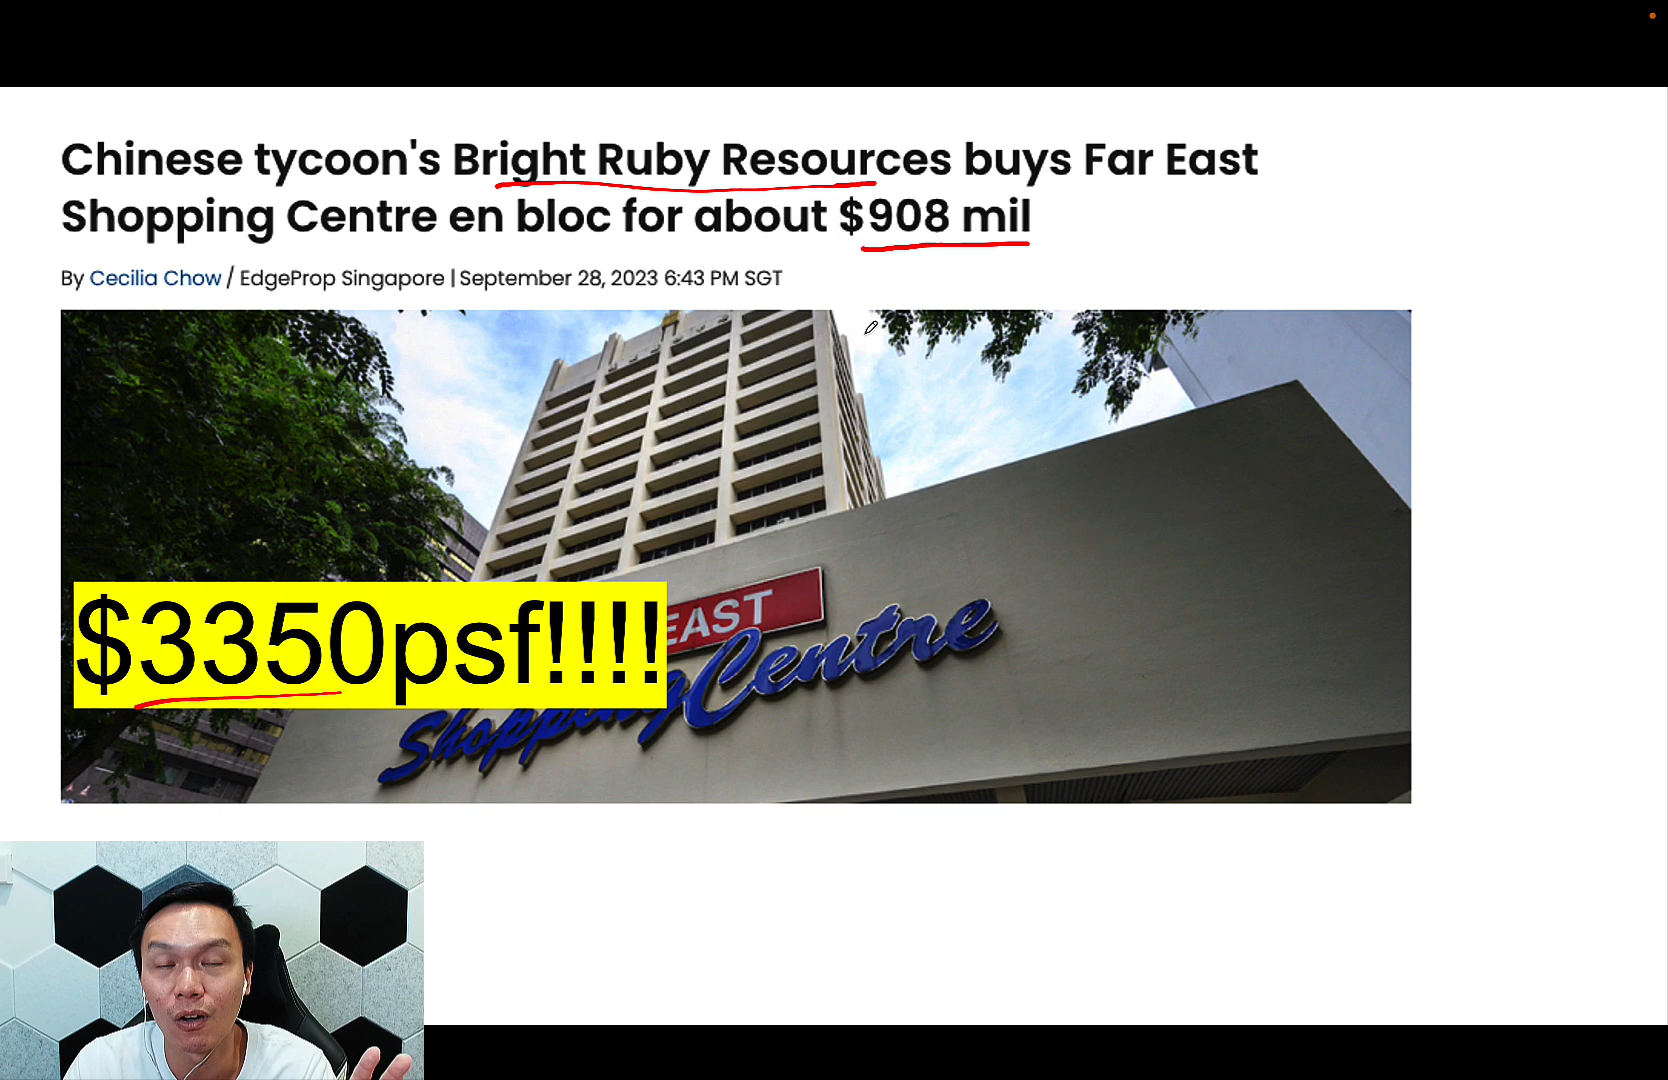 Chinese tycoon's Bright Ruby Resources buys Far East
Shopping Centre en bloc for about $908 mil
By Cecilia Chow / EdgeProp Singapore | September 28, 2023 6:43 PM SGT
$3350psf!!!!
EAST
Shopping Centre